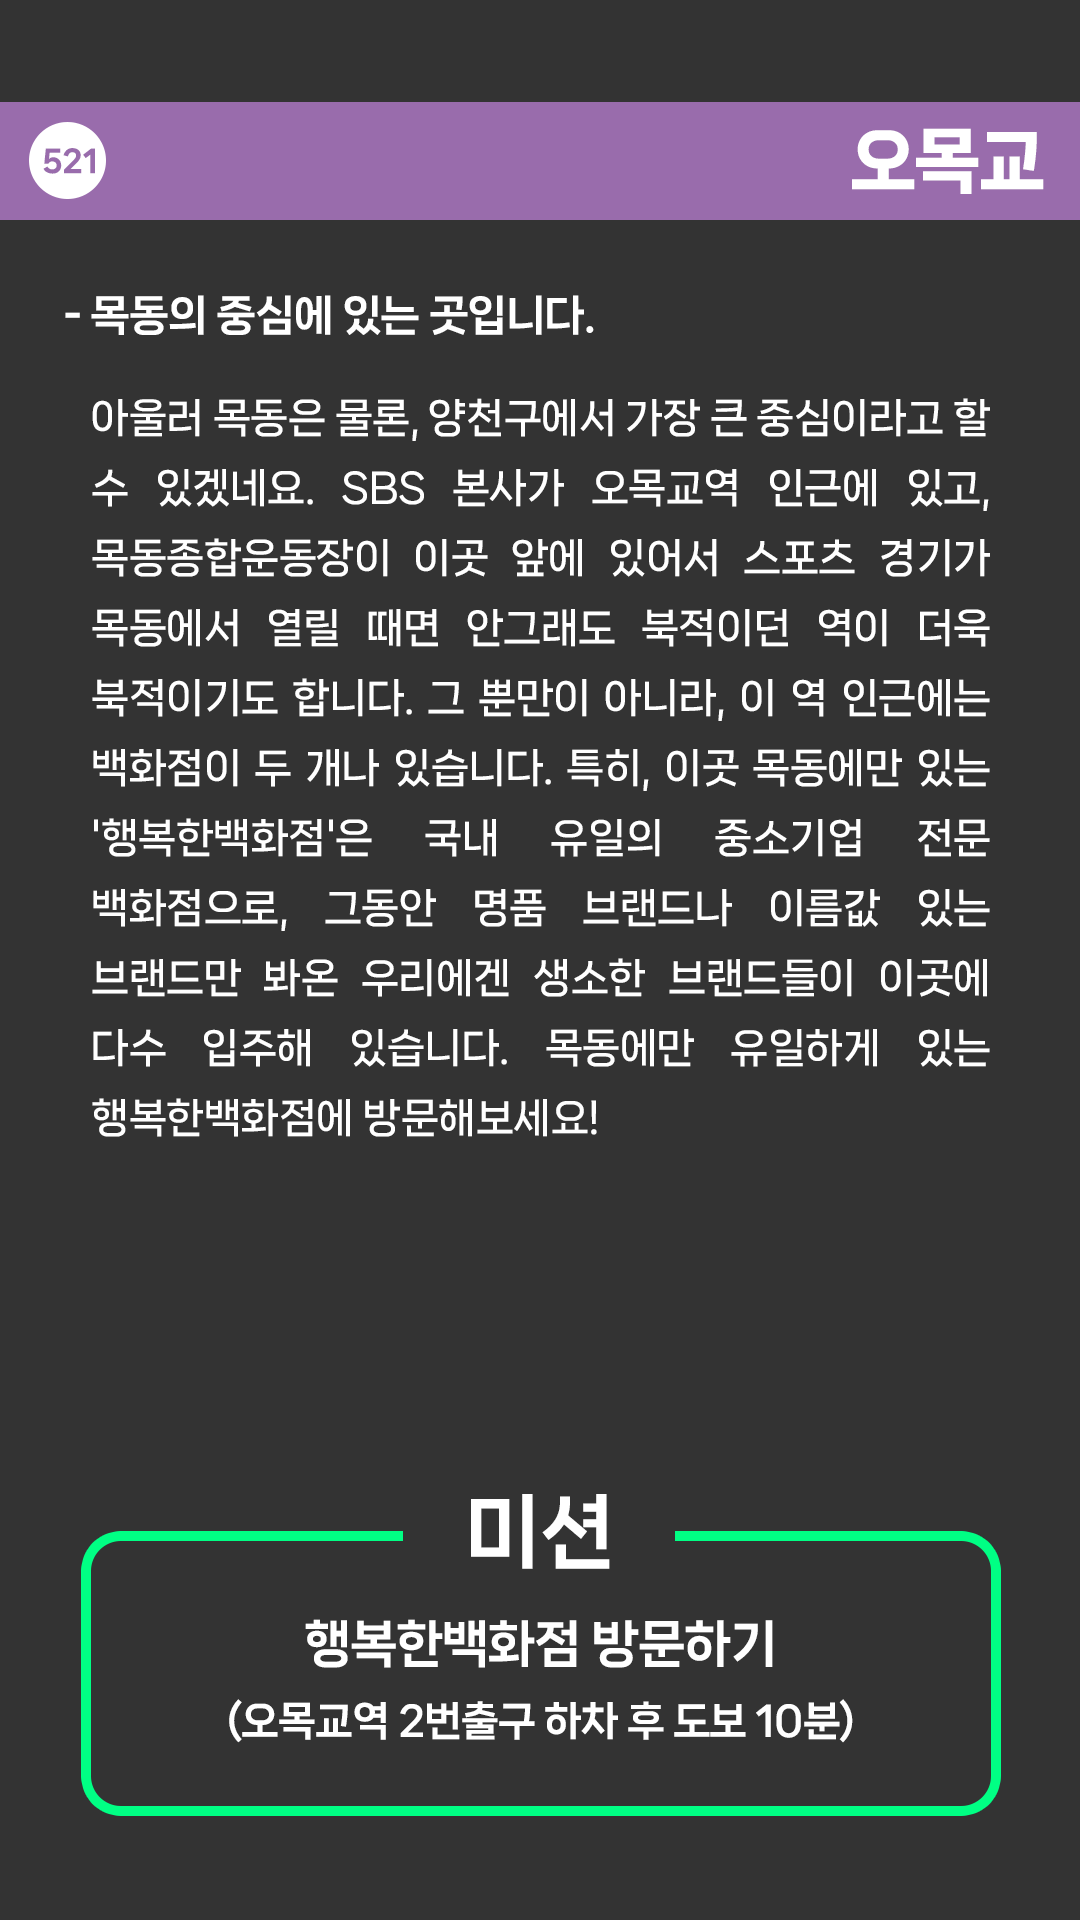 521
오목교
- 목동의 중심에 있는 곳입니다.
아울러 목동은 물론, 양천구에서 가장 큰 중심이라고 할
수 있겠네요. SBS 본사가 오목교역 인근에 있고,
목동종합운동장이 이곳 앞에 있어서 스포츠 경기가
목동에서 열릴 때면 안그래도 북적이던 역이 더욱
북적이기도 합니다. 그 뿐만이 아니라, 이 역 인근에는
백화점이 두 개나 있습니다. 특히, 이곳 목동에만 있는
'행복한백화점'은 국내 유일의 중소기업 전문
백화점으로, 그동안 명품 브랜드나 이름값 있는
브랜드만 봐온 우리에겐 생소한 브랜드들이 이곳에
다수 입주해 있습니다. 목동에만 유일하게 있는
행복한백화점에 방문해보세요!
미션
행복한백화점 방문하기
(오목교역 2번출구 하차 후 도보 10분)